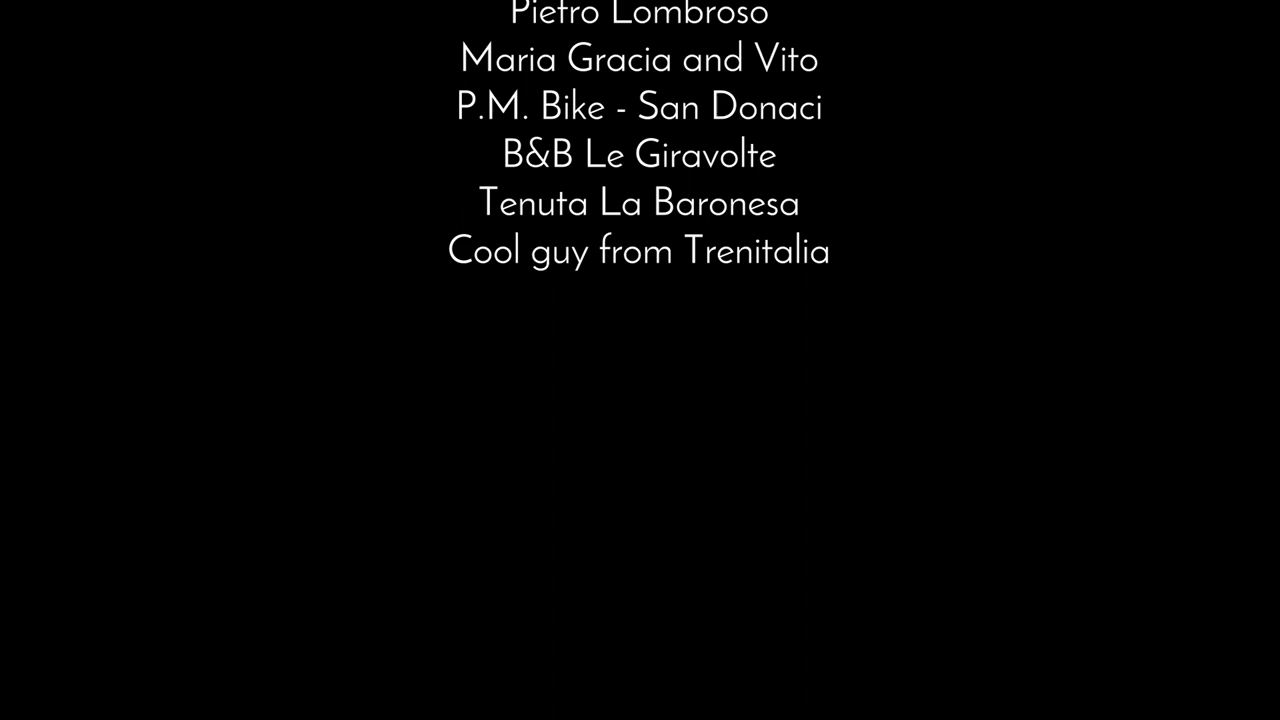 Pietro Lombroso
Maria Gracia and Vito
P.M. Bike - San Donaci
B&B Le Giravolte
Tenuta La Baronesa
Cool guy from Trenitalia